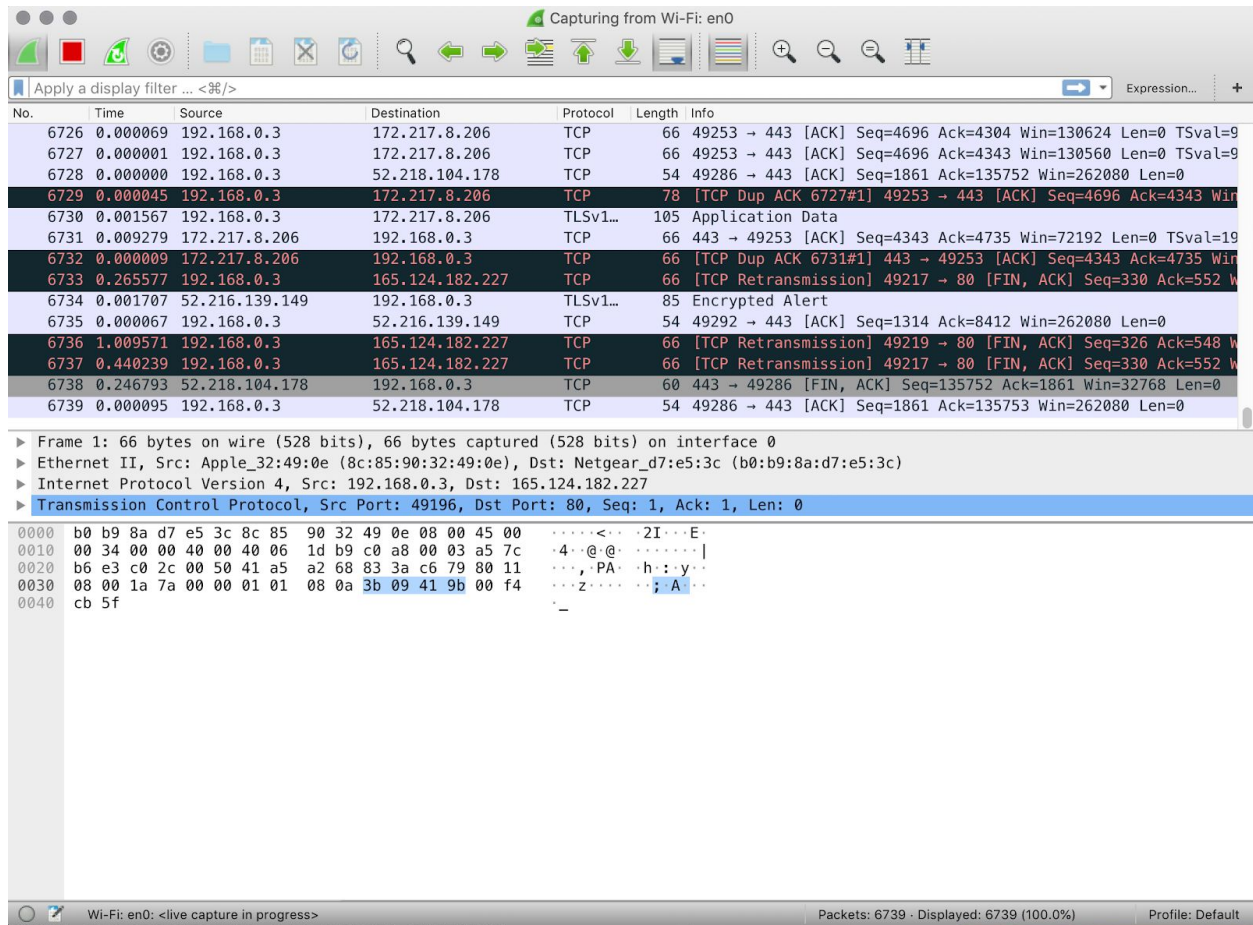 Capturing from Wi-Fi: en0
Apply a display filter ... <⌘/> Expression... +
No. Time Source Destination Protocol Length Info
6726 0.000069 192.168.0.3 172.217.8.206 TCP 66 49253 → 443 [ACK] Seq=4696 Ack=4304 Win=130624 Len=0 TSval=9
6727 0.000001 192.168.0.3 172.217.8.206 TCP 66 49253 → 443 [ACK] Seq=4696 Ack=4343 Win=130560 Len=0 TSval=9
6728 0.000000 192.168.0.3 52.218.104.178 TCP 54 49286 → 443 [ACK] Seq=1861 Ack=135752 Win=262080 Len=0
6729 0.000045 192.168.0.3 172.217.8.206 TCP 78 [TCP Dup ACK 6727#1] 49253 → 443 [ACK] Seq=4696 Ack=4343 Win
6730 0.001567 192.168.0.3 172.217.8.206 TLSv1… 105 Application Data
6731 0.009279 172.217.8.206 192.168.0.3 TCP 66 443 → 49253 [ACK] Seq=4343 Ack=4735 Win=72192 Len=0 TSval=19
6732 0.000009 172.217.8.206 192.168.0.3 TCP 66 [TCP Dup ACK 6731#1] 443 → 49253 [ACK] Seq=4343 Ack=4735 Win
6733 0.265577 192.168.0.3 165.124.182.227 TCP 66 [TCP Retransmission] 49217 → 80 [FIN, ACK] Seq=330 Ack=552 W
6734 0.001707 52.216.139.149 192.168.0.3 TLSv1… 85 Encrypted Alert
6735 0.000067 192.168.0.3 52.216.139.149 TCP 54 49292 → 443 [ACK] Seq=1314 Ack=8412 Win=262080 Len=0
6736 1.009571 192.168.0.3 165.124.182.227 TCP 66 [TCP Retransmission] 49219 → 80 [FIN, ACK] Seq=326 Ack=548 W
6737 0.440239 192.168.0.3 165.124.182.227 TCP 66 [TCP Retransmission] 49217 → 80 [FIN, ACK] Seq=330 Ack=552 W
6738 0.246793 52.218.104.178 192.168.0.3 TCP 60 443 → 49286 [FIN, ACK] Seq=135752 Ack=1861 Win=32768 Len=0
6739 0.000095 192.168.0.3 52.218.104.178 TCP 54 49286 → 443 [ACK] Seq=1861 Ack=135753 Win=262080 Len=0
Frame 1: 66 bytes on wire (528 bits), 66 bytes captured (528 bits) on interface 0
Ethernet II, Src: Apple_32:49:0e (8c:85:90:32:49:0e), Dst: Netgear_d7:e5:3c (b0:b9:8a:d7:e5:3c)
Internet Protocol Version 4, Src: 192.168.0.3, Dst: 165.124.182.227
Transmission Control Protocol, Src Port: 49196, Dst Port: 80, Seq: 1, Ack: 1, Len: 0
0000 b0 b9 8a d7 e5 3c 8c 85 90 32 49 0e 08 00 45 00 ·····<·· ·2I···E·
0010 00 34 00 00 40 00 40 06 1d b9 c0 a8 00 03 a5 7c ·4··@·@· ·······|
0020 b6 e3 c0 2c 00 50 41 a5 a2 68 83 3a c6 79 80 11 ···,·PA· ·h·:·y··
0030 08 00 1a 7a 00 00 01 01 08 0a 3b 09 41 9b 00 f4 ···z···· ··;·A···
0040 cb 5f ·_
Wi-Fi: en0: <live capture in progress> Packets: 6739 · Displayed: 6739 (100.0%) Profile: Default